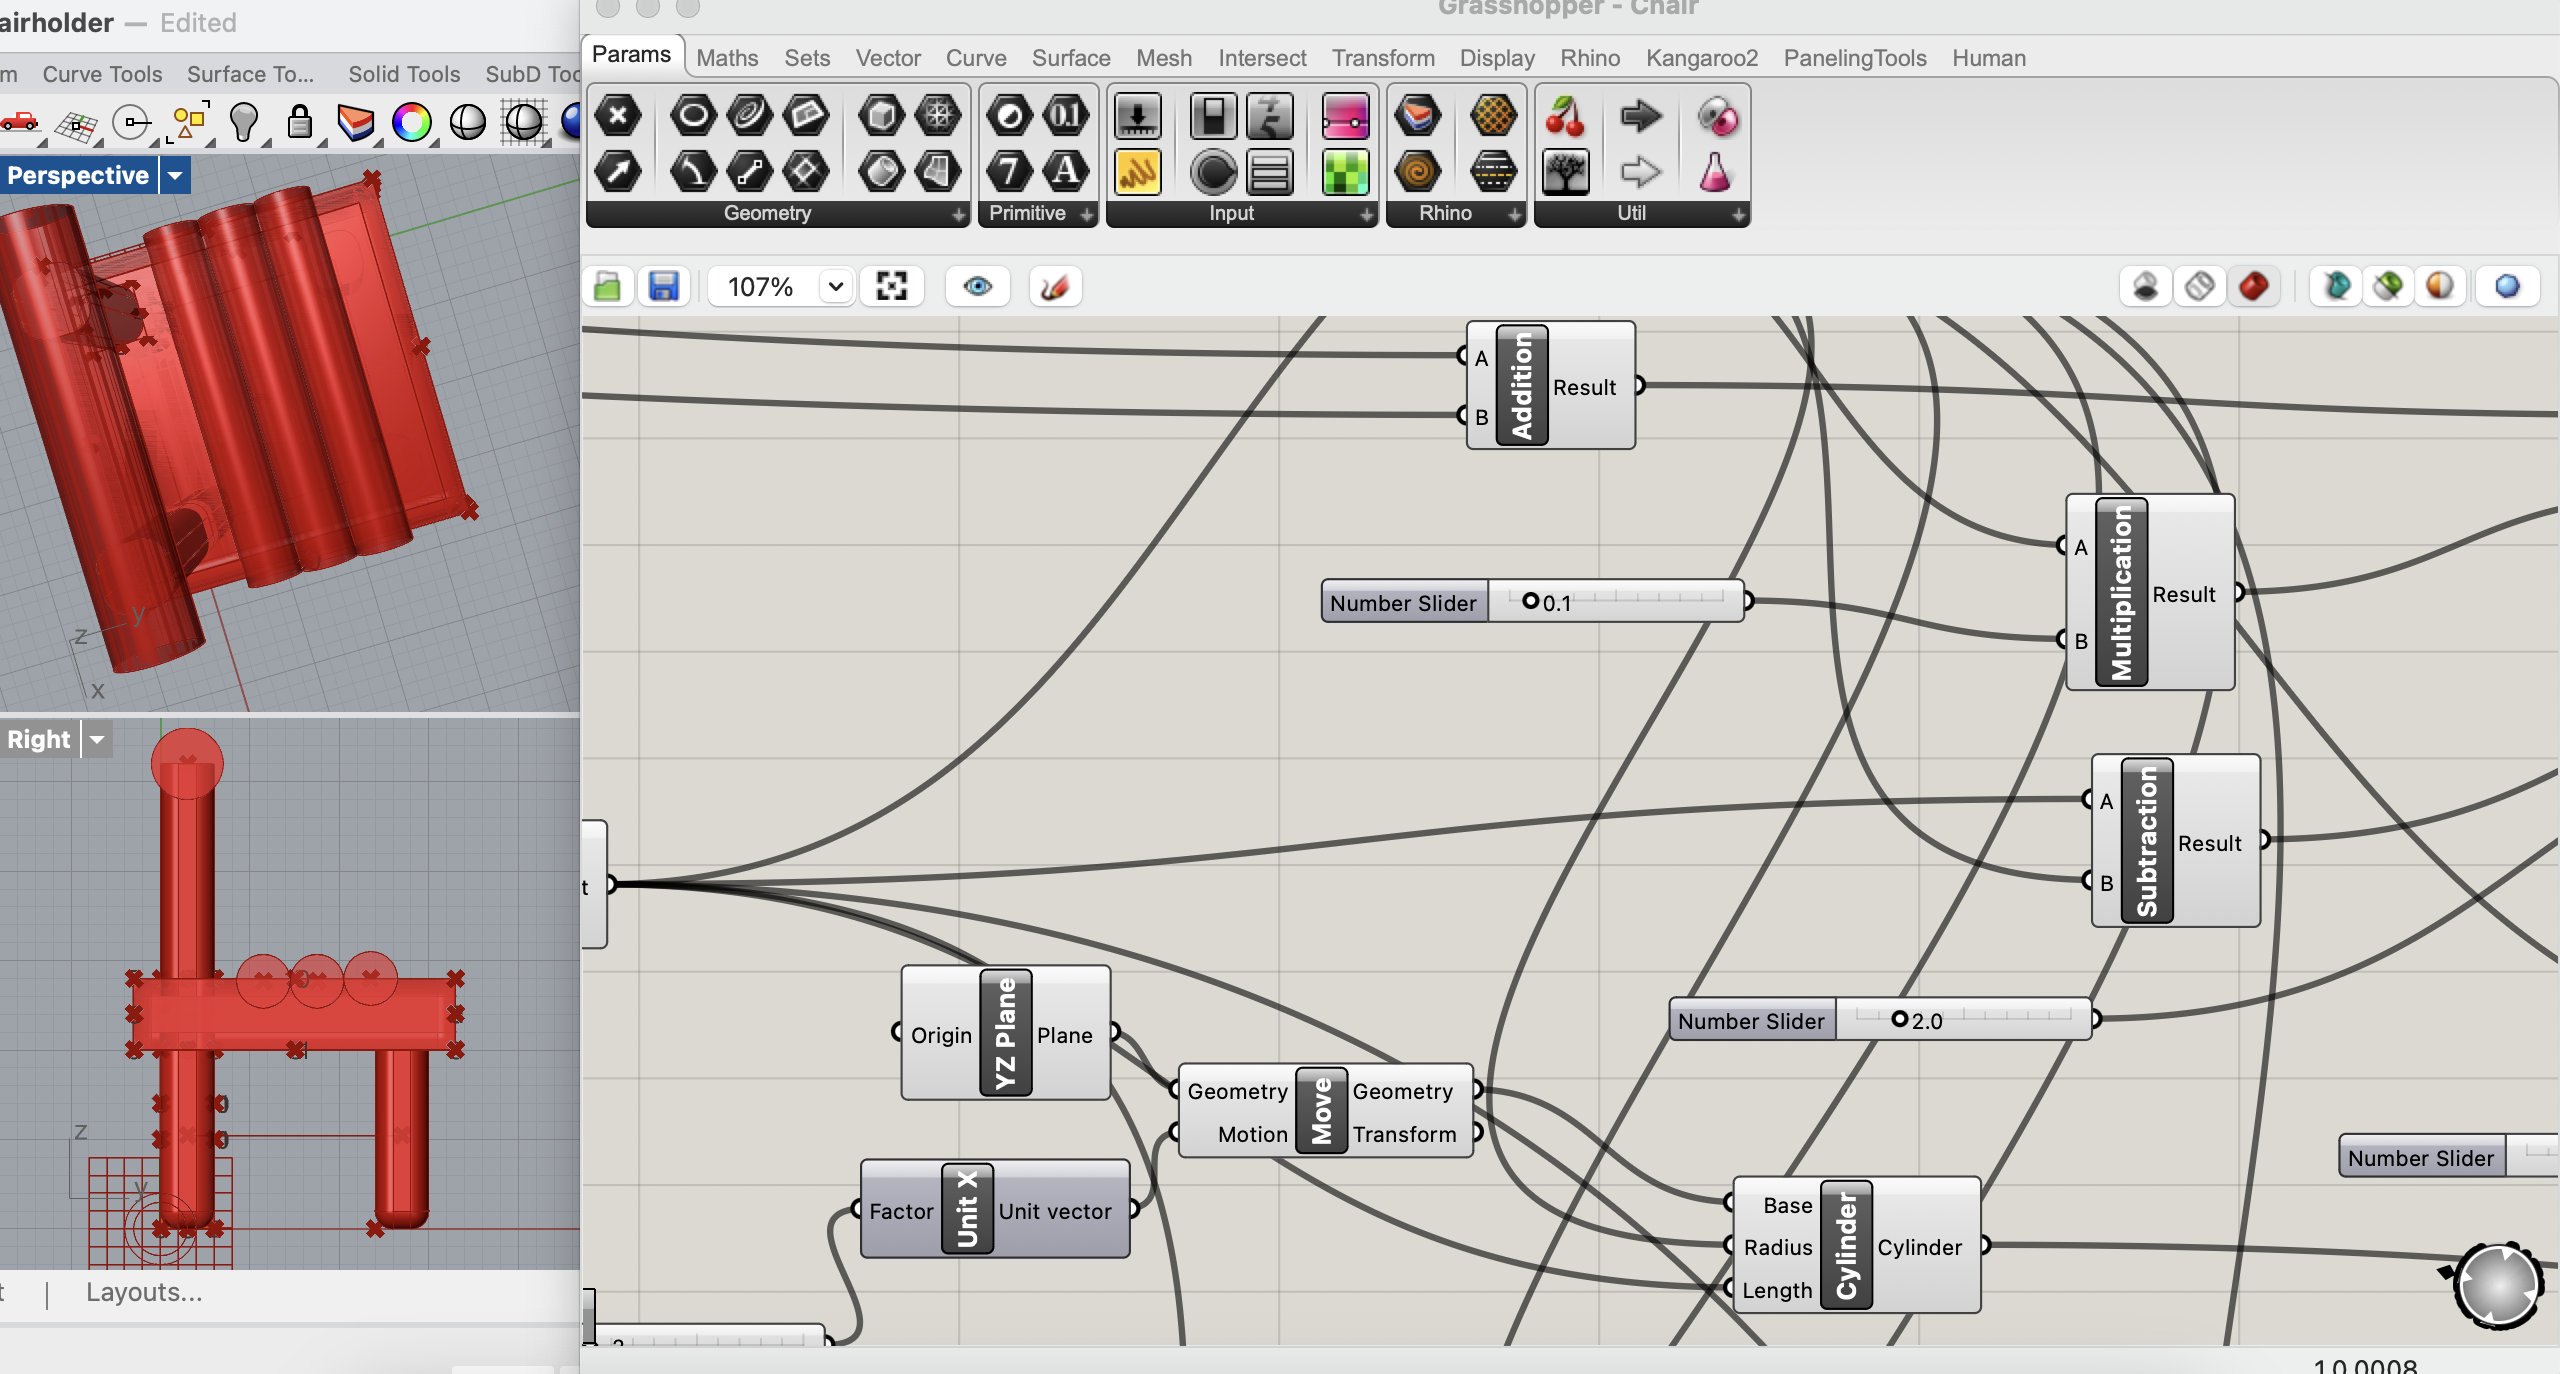 airholder — Edited
Grasshopper - Chair
m Curve Tools Surface To... Solid Tools SubD Too
Params Maths Sets Vector Curve Surface Mesh Intersect Transform Display Rhino Kangaroo2 PanelingTools Human
Geometry Primitive Input Rhino Util
107%
Perspective
z y
x
Right
z
y
t | Layouts...
A
B
Addition
Result
Number Slider 0.1
A
B
Multiplication
Result
A
B
Subtraction
Result
t
Origin YZ Plane Plane
Number Slider 2.0
Geometry Move Geometry
Motion Transform
Factor Unit X Unit vector
Number Slider
Base
Radius
Length
Cylinder
Cylinder
1.0.0008